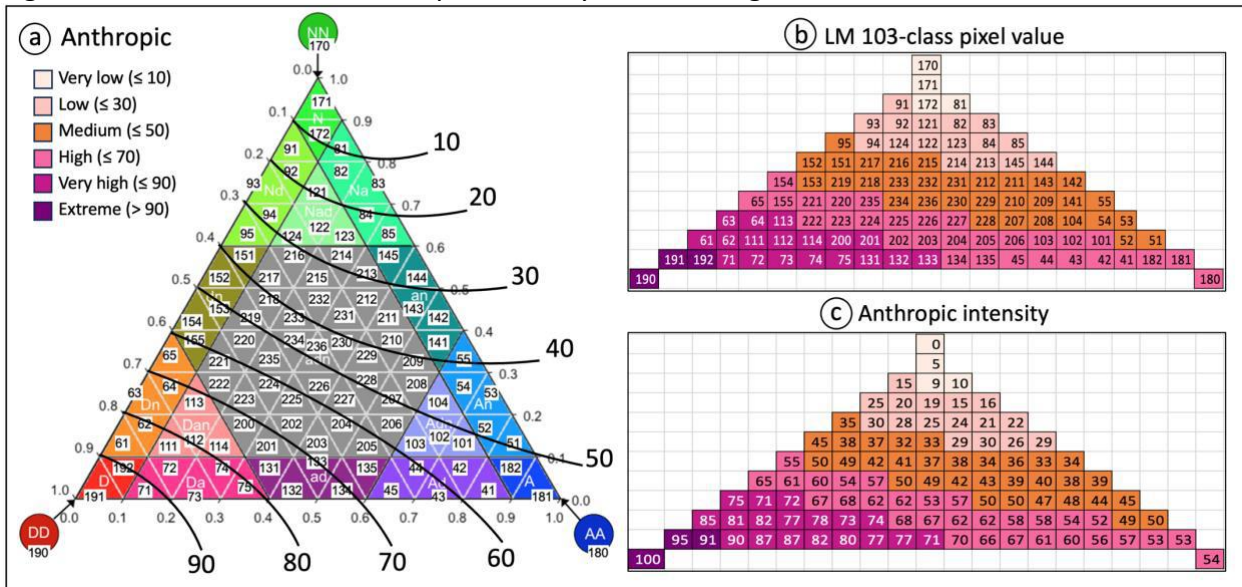 a Anthropic
Very low (≤ 10)
Low (≤ 30)
Medium (≤ 50)
High (≤ 70)
Very high (≤ 90)
Extreme (> 90)
NN
170
0.0 1.0
171
N
0.1 172 0.9
91 81 10
0.2 92 82 0.8
93 Nd 121 Na 83
0.3 Nad 84 0.7 20
94 122
95 124 123 85
0.4 0.6
151 216 214 145 30
0.5 152 217 215 213 144 0.5
218 232 212 an
153 219 233 231 211 143 142
0.6 154 0.4
155 220 234 236 230 210 141 40
65 221 235 229 209 55
0.7 0.3
64 222 224 226 228 208 54
63 113 223 225 227 207 104 53
0.8 Dn Dan An 0.2
62 200 202 204 206 52
61 111 112 114 201 203 205 103 102 101 51
0.9 0.1 50
192 72 74 131 133 135 44 42 182
D Da ad A
1.0 191 71 73 75 132 134 45 43 41 181 0.0
0.0 0.1 0.2 0.3 0.4 0.5 0.6 0.7 0.8 0.9 1.0
DD
190
AA
180
90 80 70 60
b LM 103-class pixel value
170
171
91 172 81
93 92 121 82 83
95 94 124 122 123 84 85
152 151 217 216 215 214 213 145 144
154 153 219 218 233 232 231 212 211 143 142
65 155 221 220 235 234 236 230 229 210 209 141 55
63 64 113 222 223 224 225 226 227 228 207 208 104 54 53
61 62 111 112 114 200 201 202 203 204 205 206 103 102 101 52 51
191 192 71 72 73 74 75 131 132 133 134 135 45 44 43 42 41 182 181
190 180
c Anthropic intensity
0
5
15 9 10
25 20 19 15 16
35 30 28 25 24 21 22
45 38 37 32 33 29 30 26 29
55 50 49 42 41 37 38 34 36 33 34
65 61 60 54 57 50 49 42 43 39 40 38 39
75 71 72 67 68 62 62 53 57 50 50 47 48 44 45
85 81 82 77 78 73 74 68 67 62 62 58 58 54 52 49 50
95 91 90 87 87 82 80 77 77 71 70 66 67 61 60 56 57 53 53
100 54